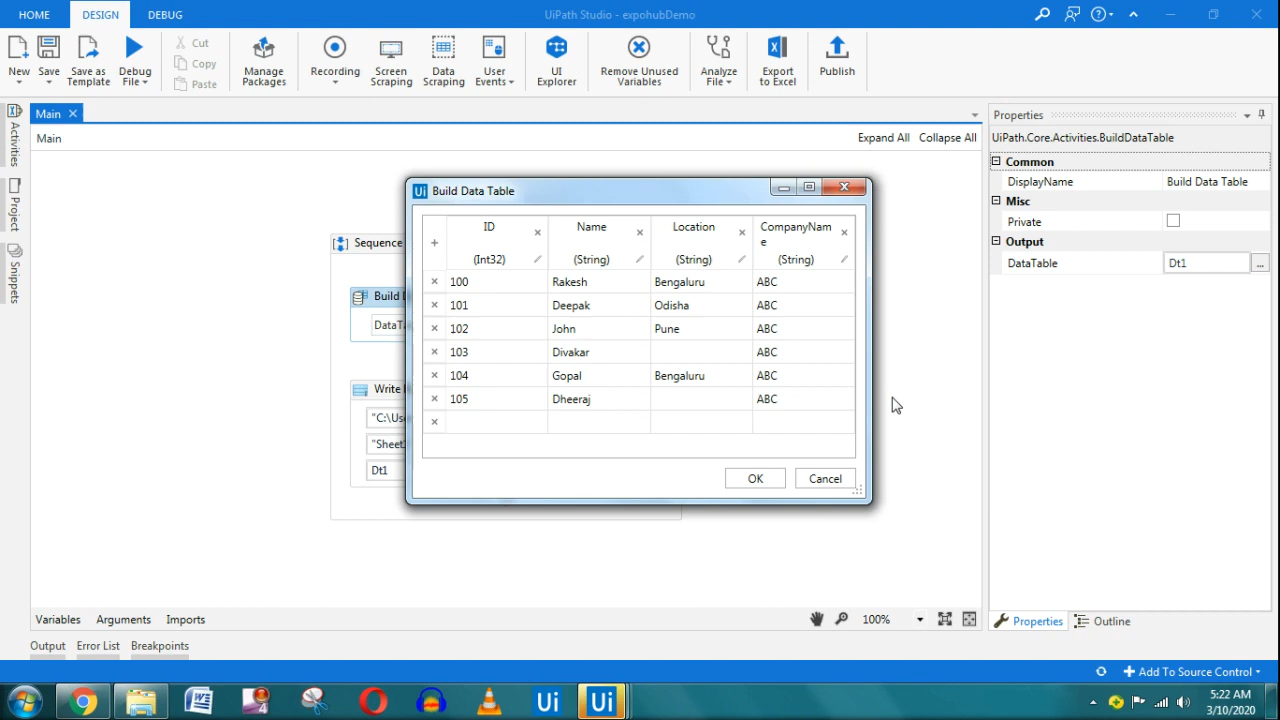 HOME DESIGN DEBUG UiPath Studio - expohubDemo
New Save Save as Template Debug File Cut Copy Paste Manage Packages Recording Screen Scraping Data Scraping User Events UI Explorer Remove Unused Variables Analyze File Export to Excel Publish
Activities
Project
Snippets
Main
Main Expand All Collapse All
Sequence
Build D
DataTa
Write
"C:\Use
"Sheet
Dt1
Ui Build Data Table
ID Name Location CompanyNam
e
(Int32) (String) (String) (String)
100 Rakesh Bengaluru ABC
101 Deepak Odisha ABC
102 John Pune ABC
103 Divakar ABC
104 Gopal Bengaluru ABC
105 Dheeraj ABC
OK Cancel
Properties
UiPath.Core.Activities.BuildDataTable
Common
DisplayName Build Data Table
Misc
Private
Output
DataTable Dt1 ...
Variables Arguments Imports 100%
Properties Outline
Output Error List Breakpoints
Add To Source Control
Ui Ui
5:22 AM
3/10/2020